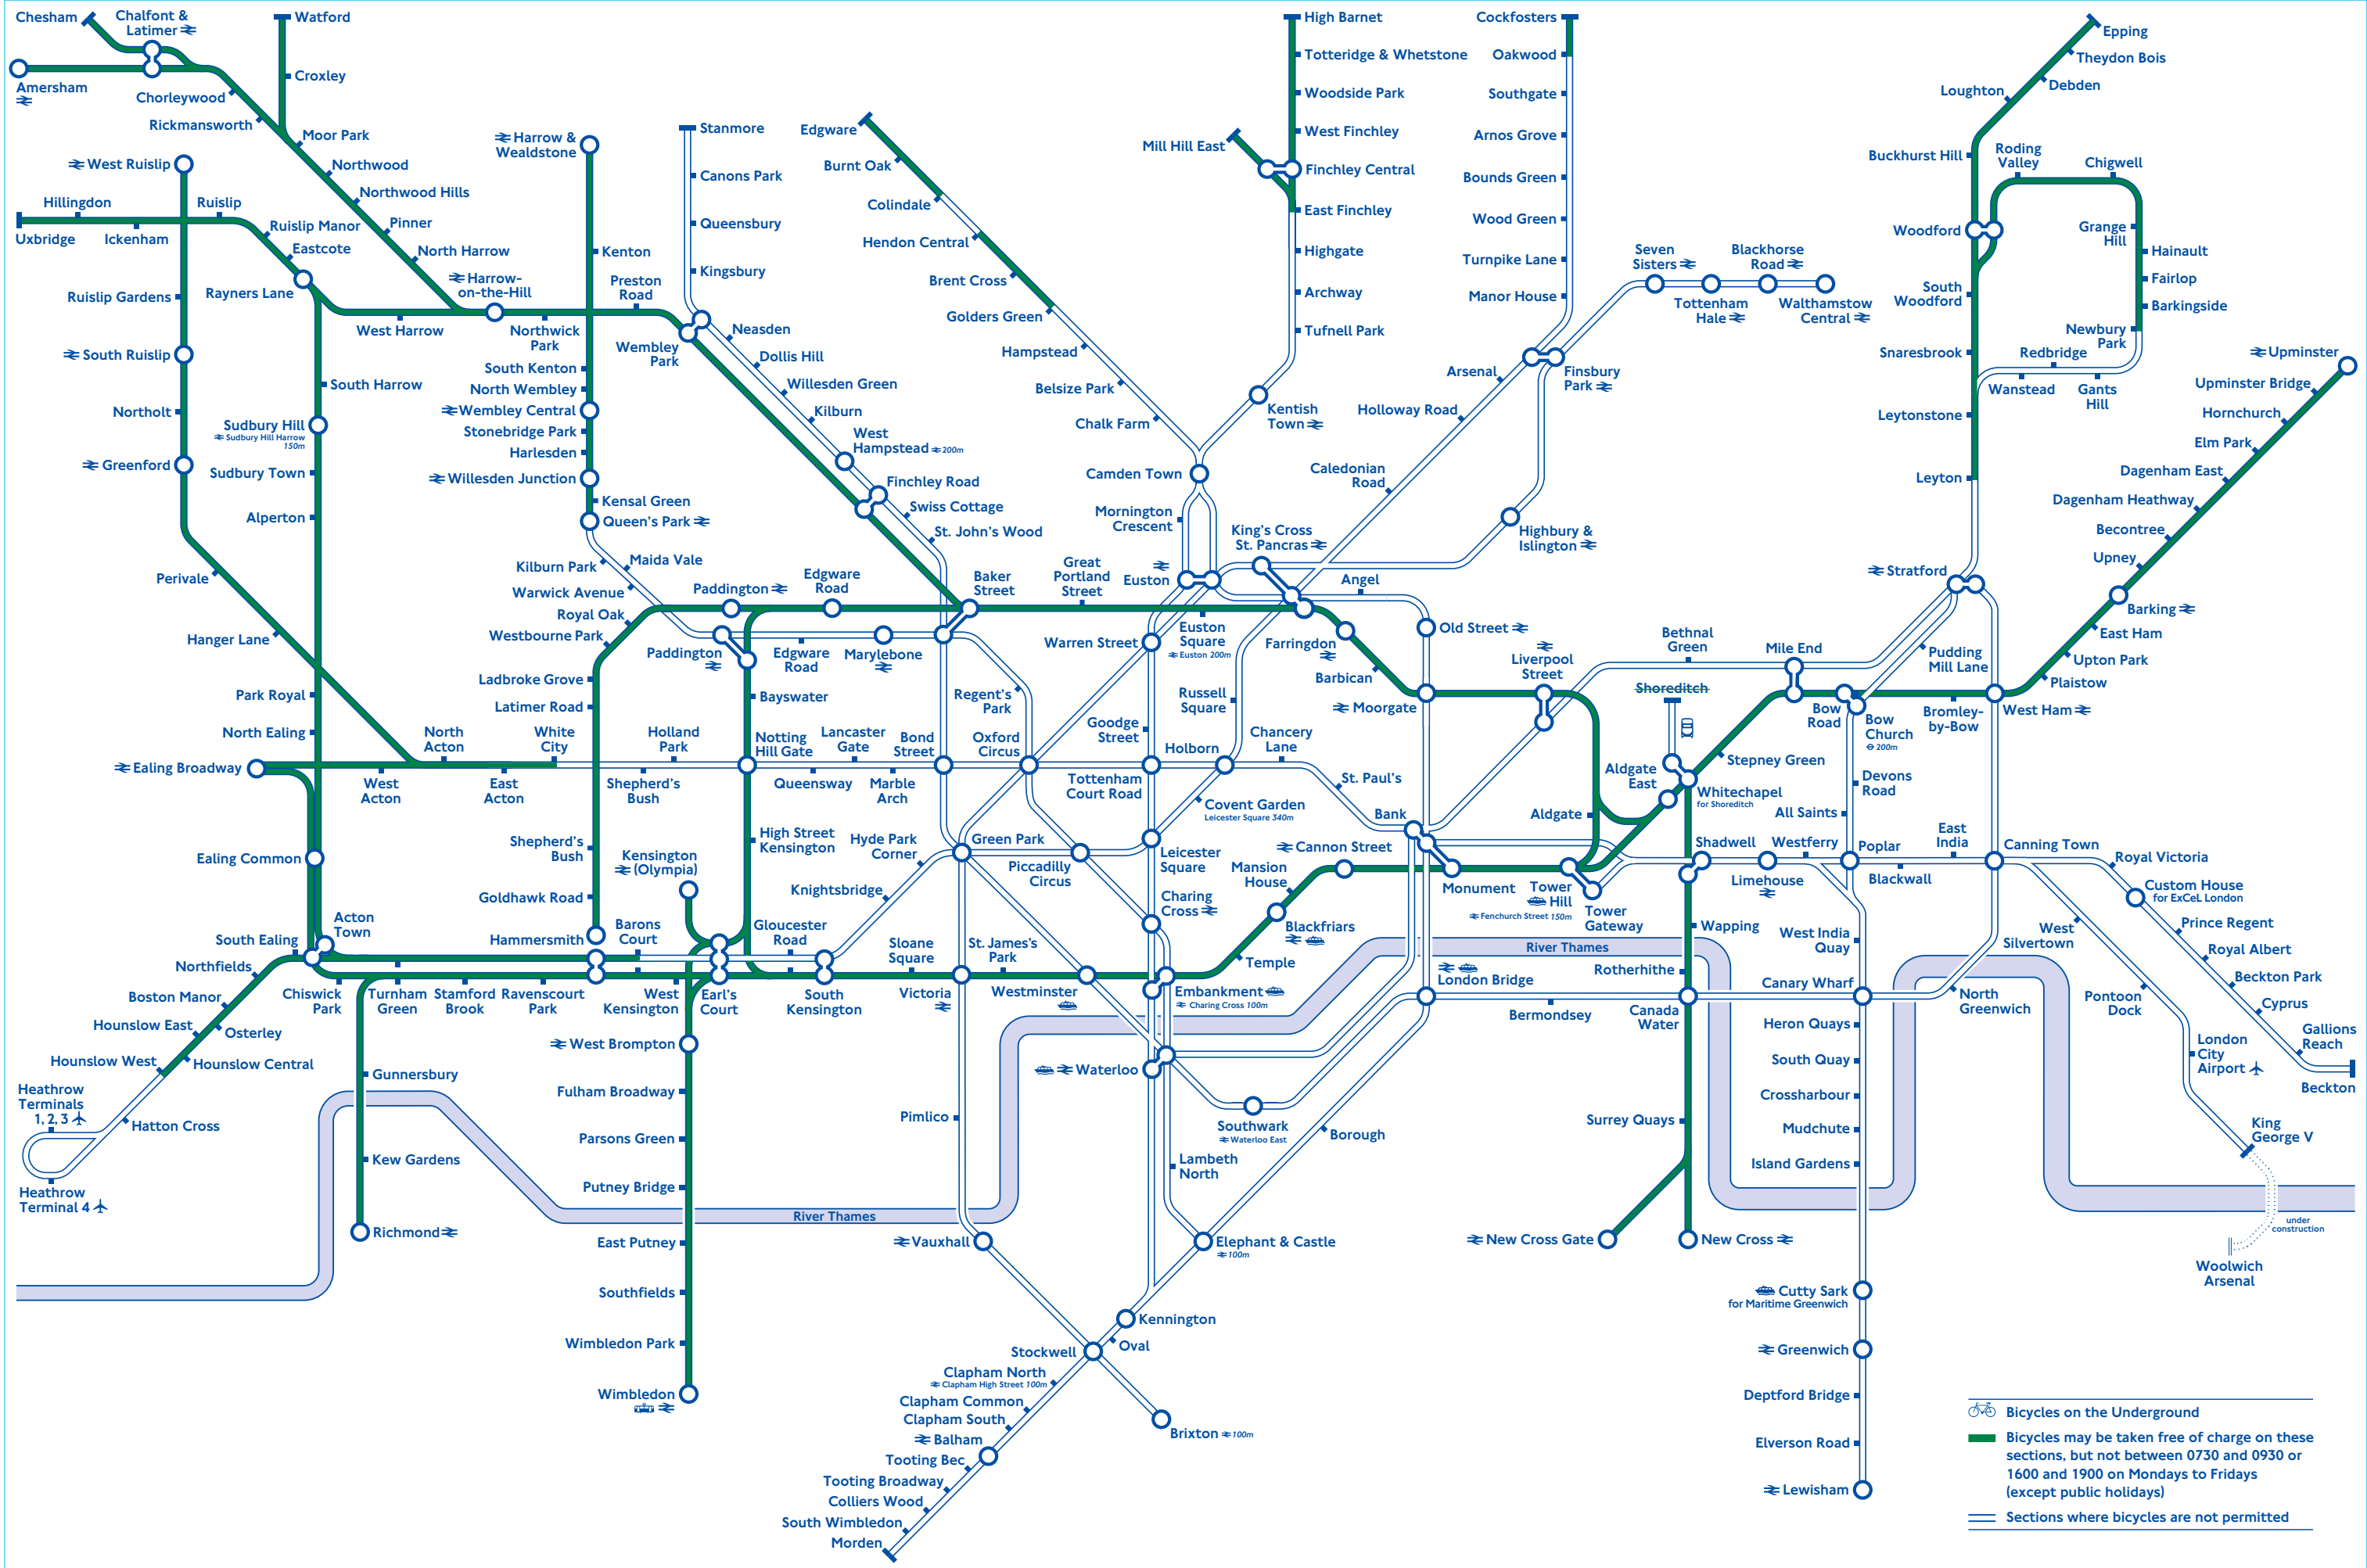 Chesham
Chalfont &
Latimer
Watford
Amersham
Croxley
Chorleywood
Rickmansworth
Moor Park
Northwood
Northwood Hills
Pinner
North Harrow
Harrow-
on-the-Hill
West Ruislip
Hillingdon
Ruislip
Uxbridge
Ickenham
Ruislip Manor
Eastcote
Rayners Lane
West Harrow
Northwick
Park
Preston
Road
Wembley
Park
Ruislip Gardens
South Ruislip
Northolt
Greenford
Perivale
Hanger Lane
South Harrow
Sudbury Hill
Sudbury Hill Harrow
150m
Sudbury Town
Alperton
Park Royal
North Ealing
Harrow &
Wealdstone
Kenton
South Kenton
North Wembley
Wembley Central
Stonebridge Park
Harlesden
Willesden Junction
Kensal Green
Queen's Park
Kilburn Park
Maida Vale
Warwick Avenue
Royal Oak
Westbourne Park
Ladbroke Grove
Latimer Road
Stanmore
Canons Park
Queensbury
Kingsbury
Neasden
Dollis Hill
Willesden Green
Kilburn
West
Hampstead 200m
Finchley Road
Swiss Cottage
St. John's Wood
Edgware
Burnt Oak
Colindale
Hendon Central
Brent Cross
Golders Green
Hampstead
Belsize Park
Chalk Farm
Camden Town
Mornington
Crescent
Euston
High Barnet
Totteridge & Whetstone
Woodside Park
West Finchley
Mill Hill East
Finchley Central
East Finchley
Highgate
Archway
Tufnell Park
Kentish
Town
Cockfosters
Oakwood
Southgate
Arnos Grove
Bounds Green
Wood Green
Turnpike Lane
Manor House
Arsenal
Finsbury
Park
Holloway Road
Caledonian
Road
King's Cross
St. Pancras
Highbury &
Islington
Seven
Sisters
Blackhorse
Road
Tottenham
Hale
Walthamstow
Central
Epping
Theydon Bois
Debden
Loughton
Buckhurst Hill
Roding
Valley
Chigwell
Woodford
Grange
Hill
Hainault
Fairlop
Barkingside
Newbury
Park
South
Woodford
Snaresbrook
Redbridge
Wanstead
Gants
Hill
Leytonstone
Leyton
Stratford
Upminster
Upminster Bridge
Hornchurch
Elm Park
Dagenham East
Dagenham Heathway
Becontree
Upney
Barking
East Ham
Upton Park
Plaistow
West Ham
Paddington
Edgware
Road
Baker
Street
Great
Portland
Street
Angel
Paddington
Edgware
Road
Marylebone
Warren Street
Euston
Square
Euston 200m
Farringdon
Barbican
Old Street
Moorgate
Liverpool
Street
Bethnal
Green
Mile End
Shoreditch
Pudding
Mill Lane
Bow
Road
Bow
Church
200m
Bromley-
by-Bow
Bayswater
Regent's
Park
Goodge
Street
Russell
Square
Ealing Broadway
West
Acton
North
Acton
East
Acton
White
City
Shepherd's
Bush
Holland
Park
Notting
Hill Gate
Queensway
Lancaster
Gate
Marble
Arch
Bond
Street
Oxford
Circus
Tottenham
Court Road
Holborn
Chancery
Lane
St. Paul's
Bank
Covent Garden
Leicester Square 340m
Aldgate
East
Stepney Green
Whitechapel
for Shoreditch
Aldgate
Devons
Road
All Saints
Ealing Common
Shepherd's
Bush
Goldhawk Road
Hammersmith
Kensington
(Olympia)
High Street
Kensington
Hyde Park
Corner
Green Park
Knightsbridge
Piccadilly
Circus
Leicester
Square
Charing
Cross
Cannon Street
Mansion
House
Blackfriars
Temple
Monument
Tower
Hill
Fenchurch Street 150m
Tower
Gateway
Shadwell
Limehouse
Westferry
Poplar
Blackwall
East
India
Canning Town
Royal Victoria
Custom House
for ExCeL London
Prince Regent
Royal Albert
Beckton Park
Cyprus
Gallions
Reach
Beckton
West
Silvertown
Pontoon
Dock
London
City
Airport
King
George V
under
construction
Woolwich
Arsenal
Acton
Town
South Ealing
Northfields
Boston Manor
Hounslow East
Osterley
Hounslow West
Hounslow Central
Hatton Cross
Heathrow
Terminals
1, 2, 3
Heathrow
Terminal 4
Chiswick
Park
Turnham
Green
Stamford
Brook
Ravenscourt
Park
Barons
Court
West
Kensington
Earl's
Court
Gloucester
Road
South
Kensington
Sloane
Square
Victoria
St. James's
Park
Westminster
Embankment
Charing Cross 100m
River Thames
London Bridge
Bermondsey
Canada
Water
Wapping
Rotherhithe
Surrey Quays
New Cross Gate
New Cross
West India
Quay
Canary Wharf
North
Greenwich
Heron Quays
South Quay
Crossharbour
Mudchute
Island Gardens
Cutty Sark
for Maritime Greenwich
Greenwich
Deptford Bridge
Elverson Road
Lewisham
Gunnersbury
Kew Gardens
Richmond
West Brompton
Fulham Broadway
Parsons Green
Putney Bridge
River Thames
East Putney
Southfields
Wimbledon Park
Wimbledon
Pimlico
Vauxhall
Waterloo
Southwark
Waterloo East
Lambeth
North
Borough
Elephant & Castle
100m
Kennington
Oval
Stockwell
Brixton 100m
Clapham North
Clapham High Street 100m
Clapham Common
Clapham South
Balham
Tooting Bec
Tooting Broadway
Colliers Wood
South Wimbledon
Morden
Bicycles on the Underground
Bicycles may be taken free of charge on these
sections, but not between 0730 and 0930 or
1600 and 1900 on Mondays to Fridays
(except public holidays)
Sections where bicycles are not permitted